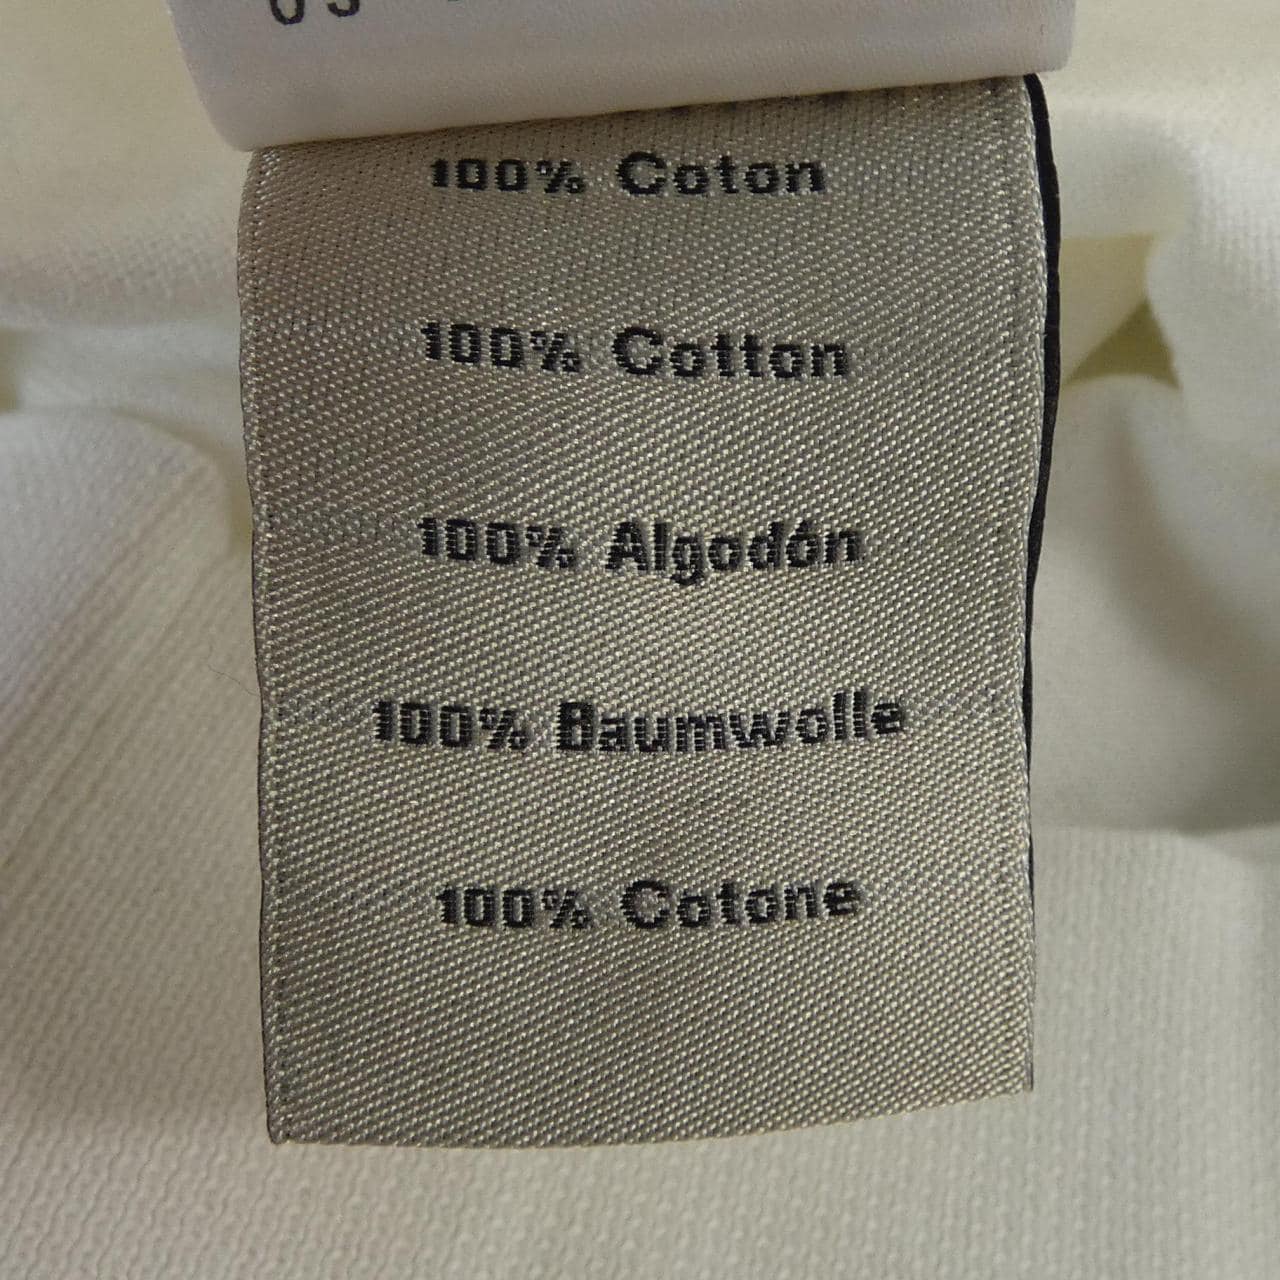 100% Coton
100% Cotton
100% Algodón
100% Baumwolle
100% Cotone